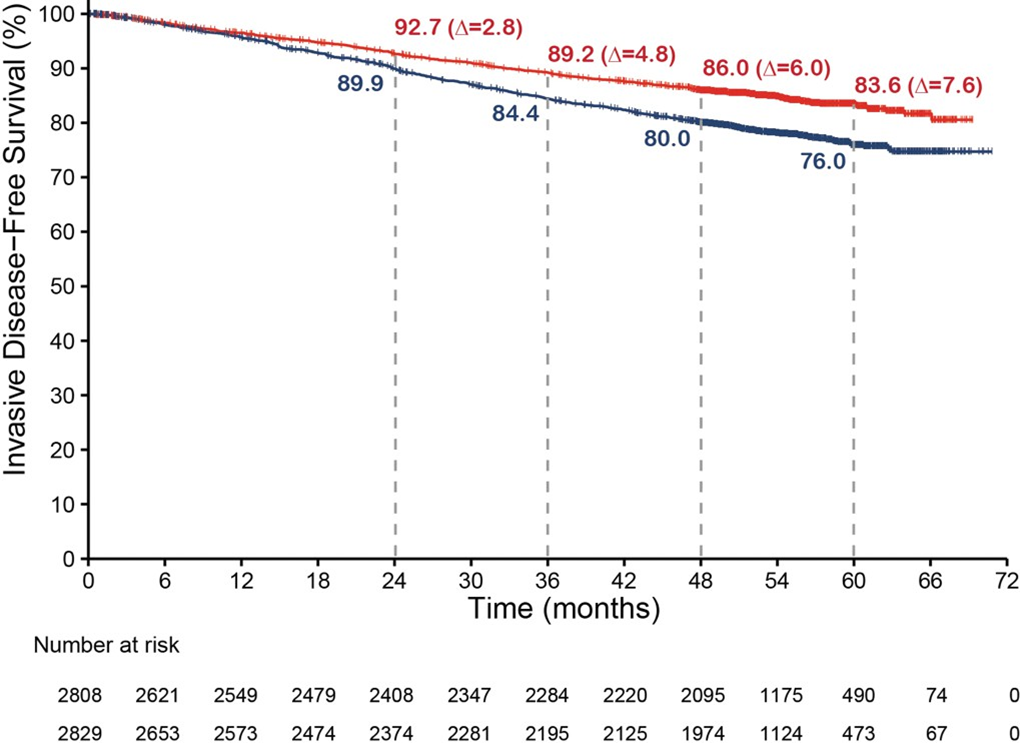 Invasive Disease−Free Survival (%)
100
90
80
70
60
50
40
30
20
10
0
92.7 (Δ=2.8)
89.2 (Δ=4.8)
86.0 (Δ=6.0)
83.6 (Δ=7.6)
89.9
84.4
80.0
76.0
0 6 12 18 24 30 36 42 48 54 60 66 72
Time (months)
Number at risk
2808 2621 2549 2479 2408 2347 2284 2220 2095 1175 490 74 0
2829 2653 2573 2474 2374 2281 2195 2125 1974 1124 473 67 0